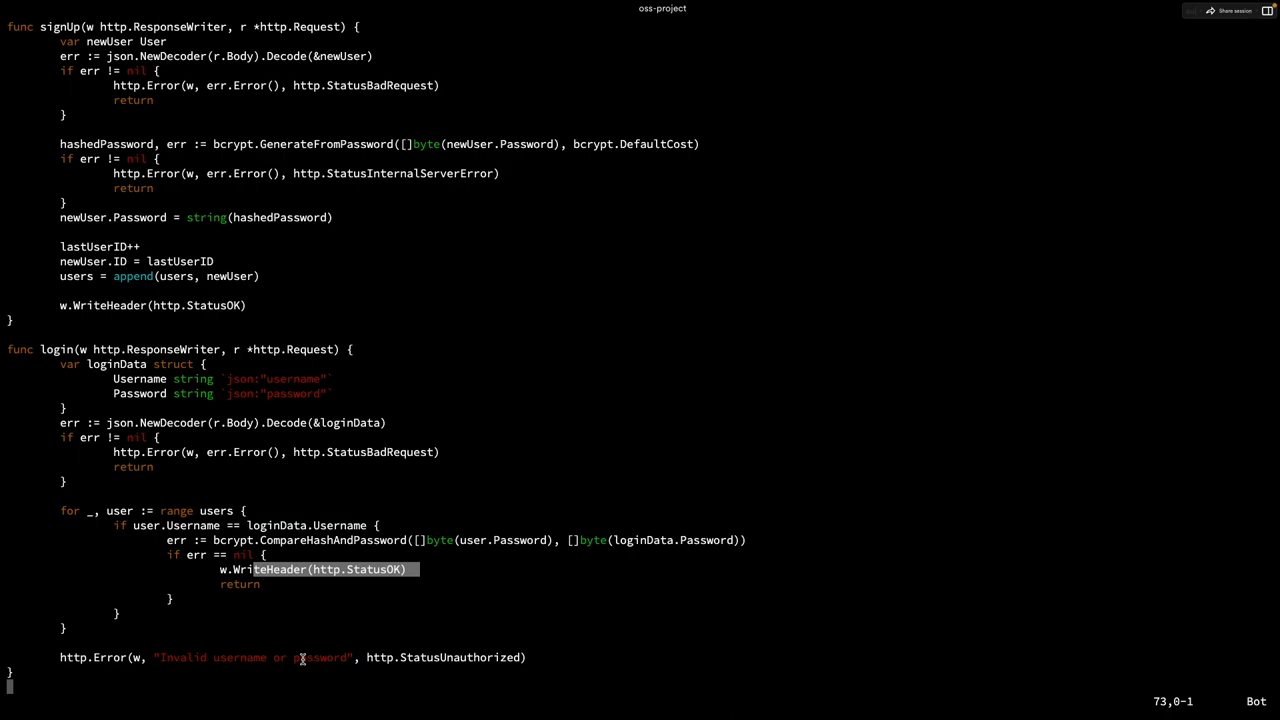 oss-project
Share session
func signUp(w http.ResponseWriter, r *http.Request) {
var newUser User
err := json.NewDecoder(r.Body).Decode(&newUser)
if err != nil {
http.Error(w, err.Error(), http.StatusBadRequest)
return
}
hashedPassword, err := bcrypt.GenerateFromPassword([]byte(newUser.Password), bcrypt.DefaultCost)
if err != nil {
http.Error(w, err.Error(), http.StatusInternalServerError)
return
}
newUser.Password = string(hashedPassword)
lastUserID++
newUser.ID = lastUserID
users = append(users, newUser)
w.WriteHeader(http.StatusOK)
}
func login(w http.ResponseWriter, r *http.Request) {
var loginData struct {
Username string `json:"username"`
Password string `json:"password"`
}
err := json.NewDecoder(r.Body).Decode(&loginData)
if err != nil {
http.Error(w, err.Error(), http.StatusBadRequest)
return
}
for _, user := range users {
if user.Username == loginData.Username {
err := bcrypt.CompareHashAndPassword([]byte(user.Password), []byte(loginData.Password))
if err == nil {
w.WriteHeader(http.StatusOK)
return
}
}
}
http.Error(w, "Invalid username or password", http.StatusUnauthorized)
}
73,0-1 Bot